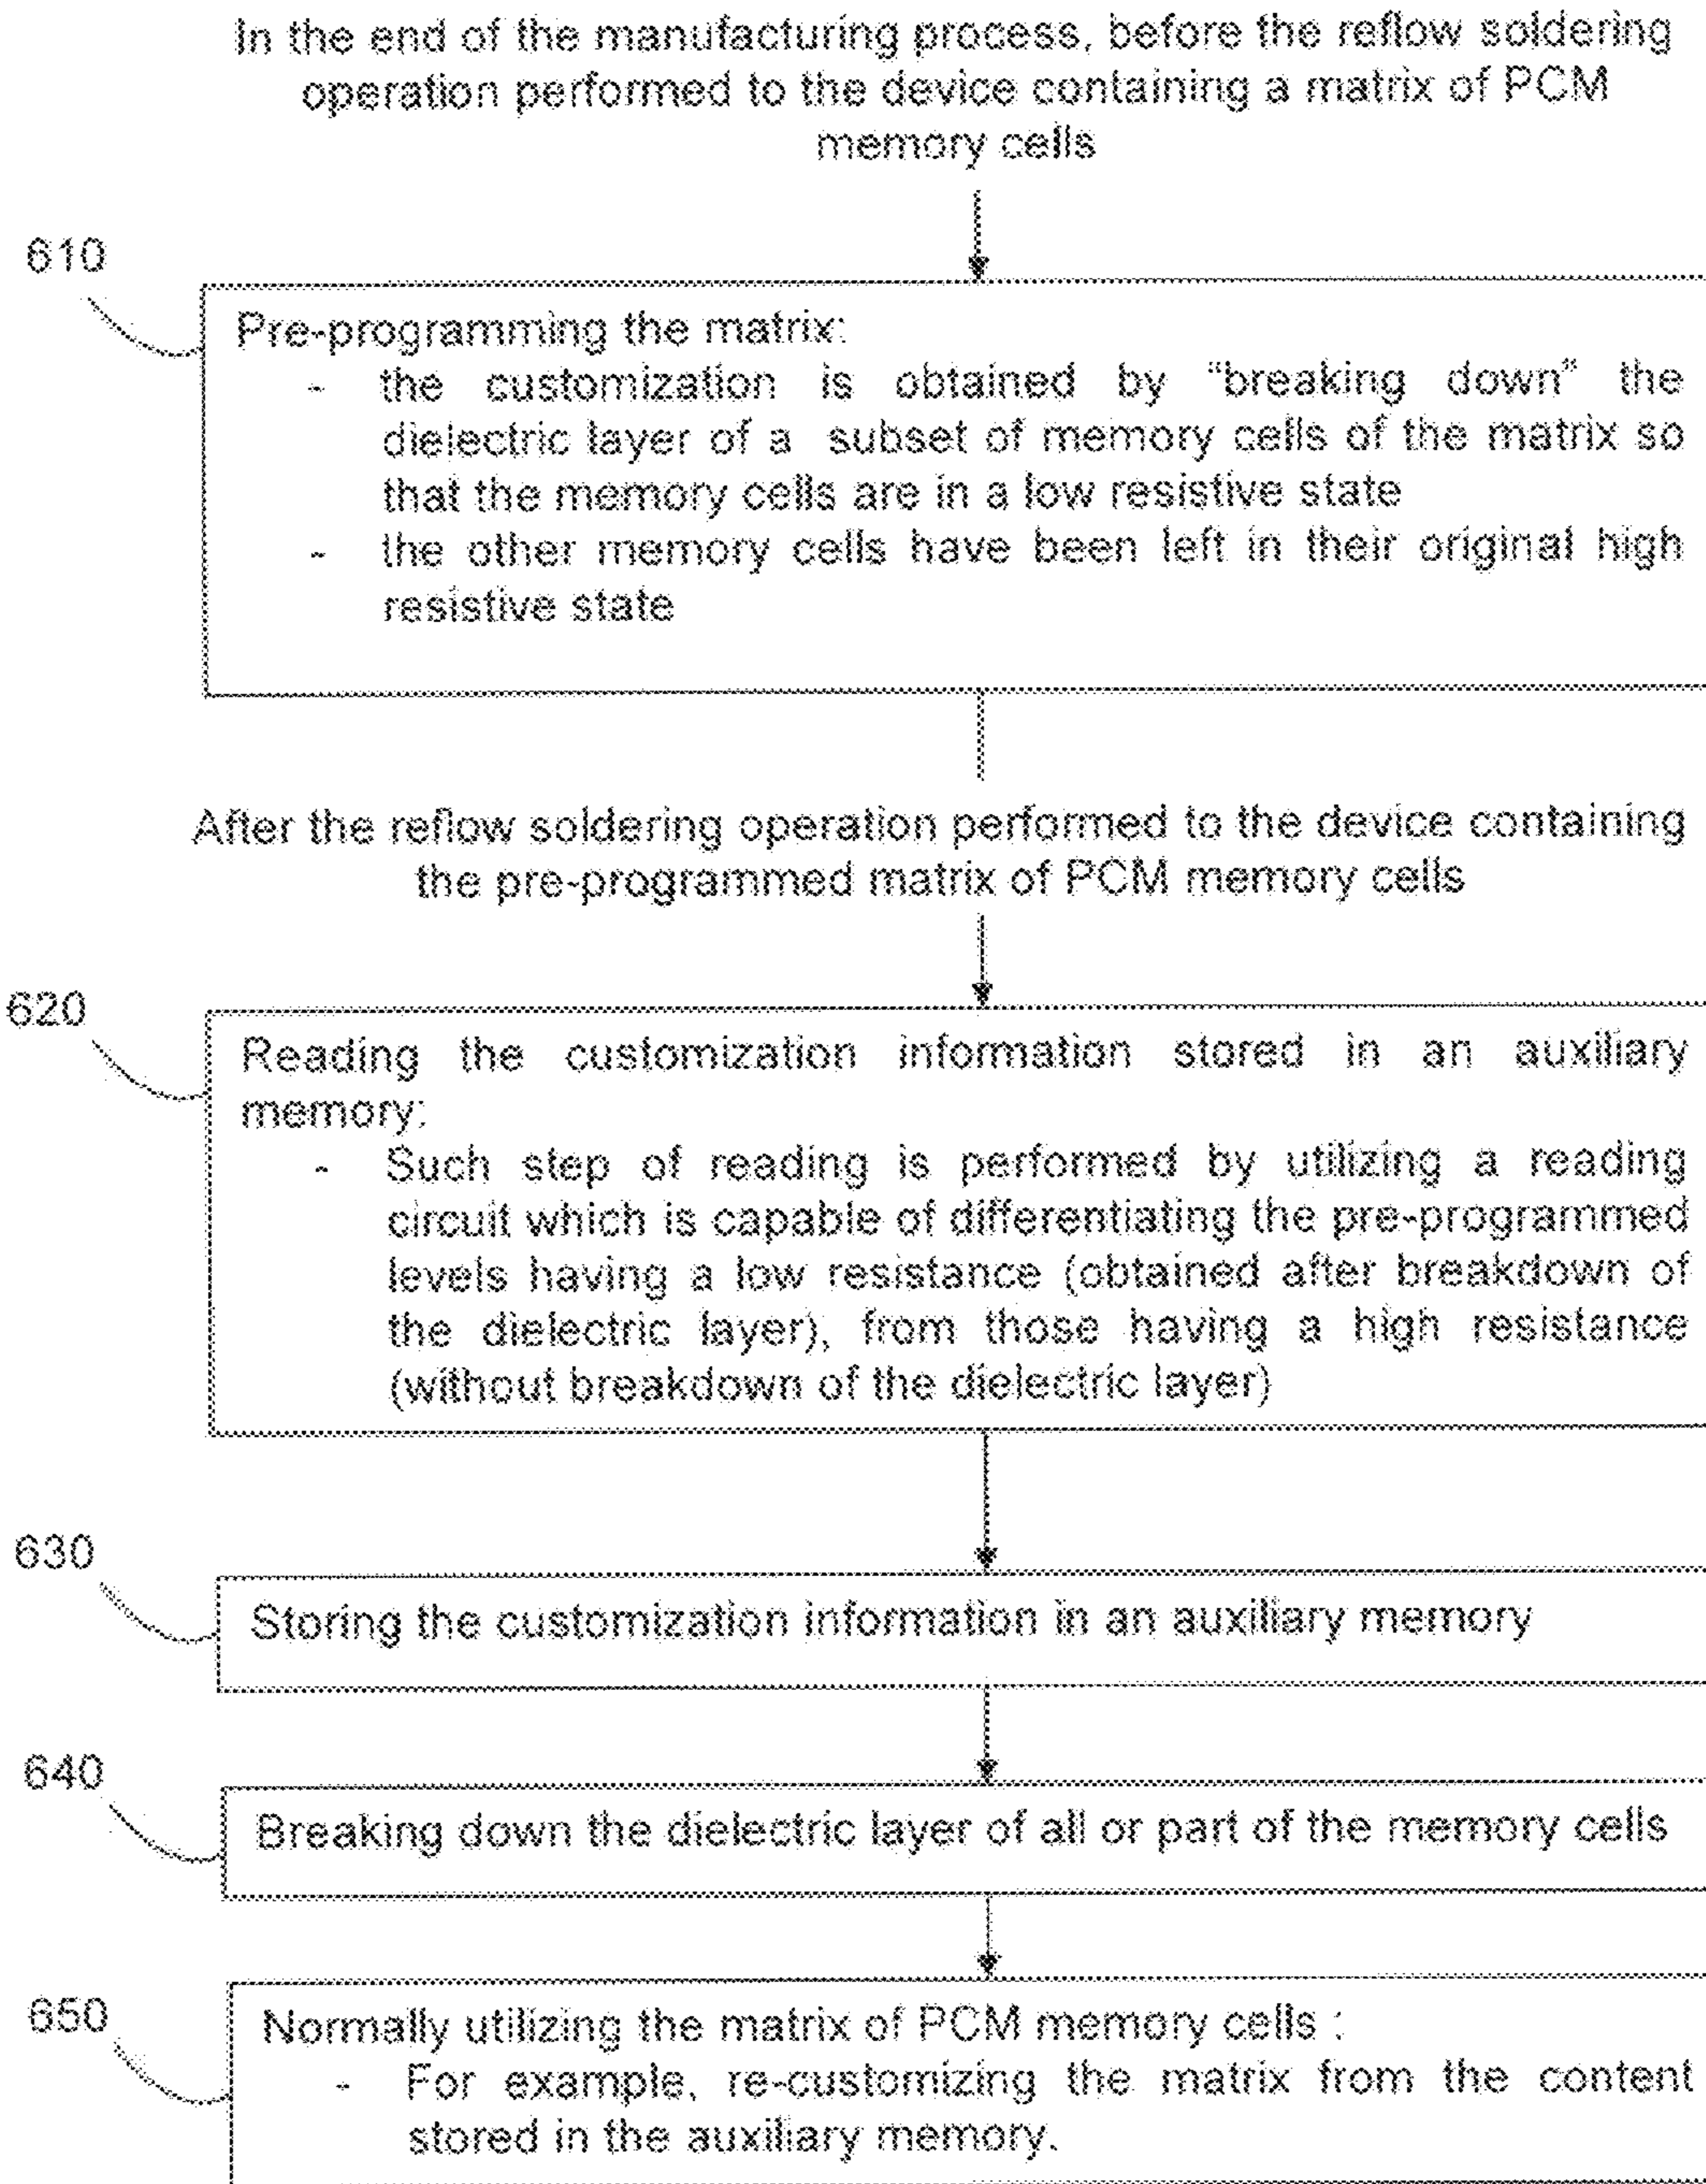 In the end of the manufacturing process, before the reflow soldering
operation performed to the device containing a matrix of PCM
memory cells
610
Pre-programming the matrix:
- the customization is obtained by "breaking down" the
dielectric layer of a subset of memory cells of the matrix so
that the memory cells are in a low resistive state
- the other memory cells have been left in their original high
resistive state
After the reflow soldering operation performed to the device containing
the pre-programmed matrix of PCM memory cells
620
Reading the customization information stored in an auxiliary
memory:
- Such step of reading is performed by utilizing a reading
circuit which is capable of differentiating the pre-programmed
levels having a low resistance (obtained after breakdown of
the dielectric layer), from those having a high resistance
(without breakdown of the dielectric layer)
630
Storing the customization information in an auxiliary memory
640
Breaking down the dielectric layer of all or part of the memory cells
650
Normally utilizing the matrix of PCM memory cells :
- For example, re-customizing the matrix from the content
stored in the auxiliary memory.